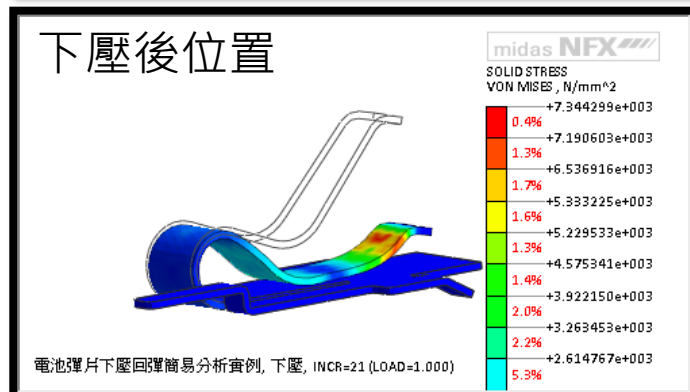 下壓後位置
midas NFX
SOLID STRESS
VON MISES , N/mm^2
+7.344299e+003
0.4%
+7.190603e+003
1.3%
+6.536916e+003
1.7%
+5.333225e+003
1.6%
+5.229533e+003
1.3%
+4.575341e+003
1.4%
+3.922150e+003
2.0%
+3.263453e+003
2.2%
+2.614767e+003
5.3%
電池彈片下壓回彈簡易分析實例, 下壓, INCR=21 (LOAD=1.000)